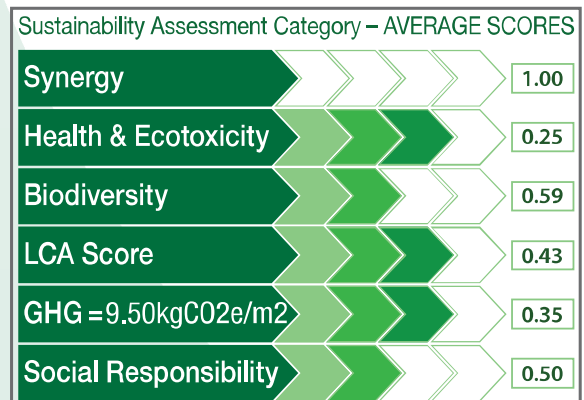 Sustainability Assessment Category – AVERAGE SCORES
Synergy 1.00
Health & Ecotoxicity 0.25
Biodiversity 0.59
LCA Score 0.43
GHG = 9.50kgCO2e/m2 0.35
Social Responsibility 0.50